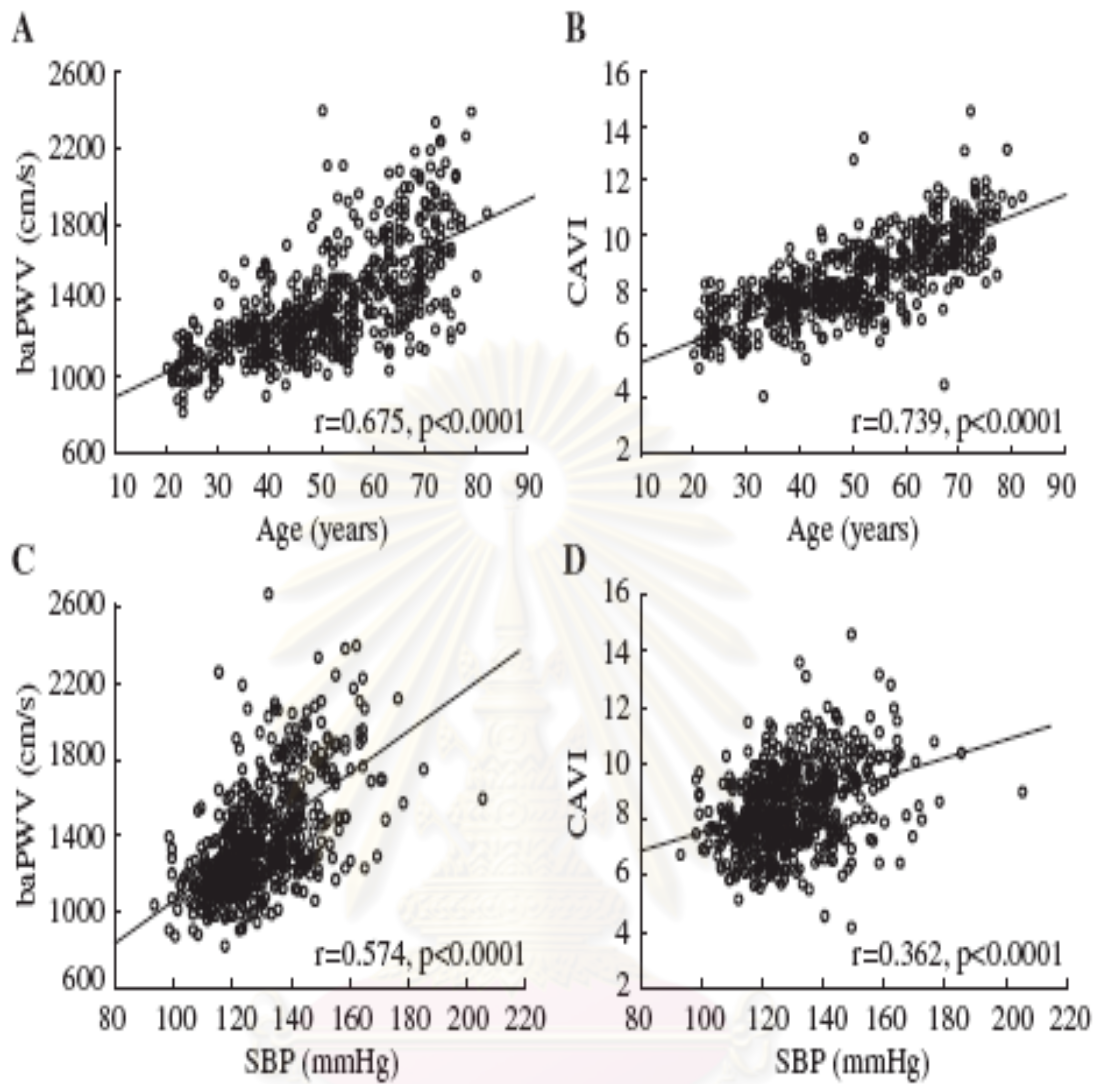 A
2600
2200
1800
1400
1000
600
baPWV (cm/s)
r=0.675, p<0.0001
10 20 30 40 50 60 70 80 90
Age (years)
B
16
14
12
10
8
6
4
2
CAVI
r=0.739, p<0.0001
10 20 30 40 50 60 70 80 90
Age (years)
C
2600
2200
1800
1400
1000
600
baPWV (cm/s)
r=0.574, p<0.0001
80 100 120 140 160 180 200 220
SBP (mmHg)
D
16
14
12
10
8
6
4
2
CAVI
r=0.362, p<0.0001
80 100 120 140 160 180 200 220
SBP (mmHg)